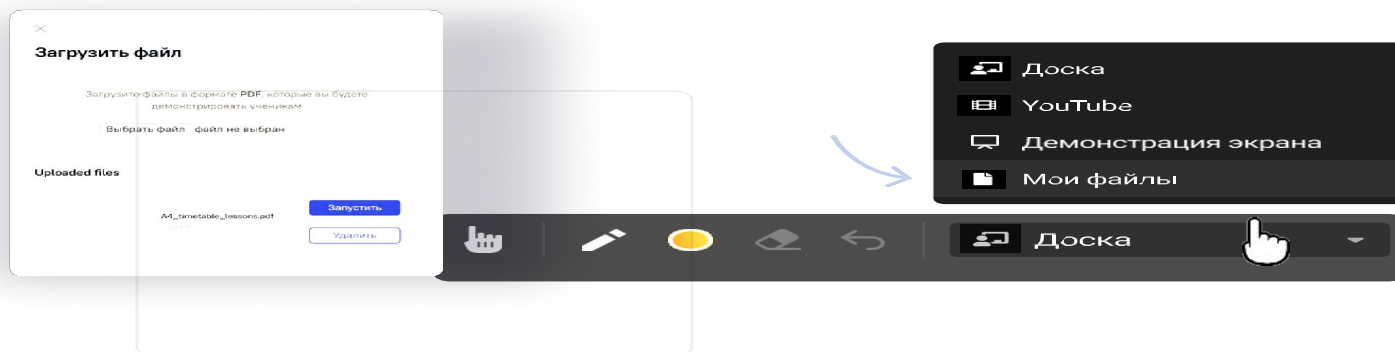 Загрузить файл
Загрузите файлы в формате PDF, которые вы будете
демонстрировать ученикам
Выбрать файл файл не выбран
Uploaded files
A4_timetable_lessons.pdf
Запустить
Удалить
Доска
YouTube
Демонстрация экрана
Мои файлы
Доска